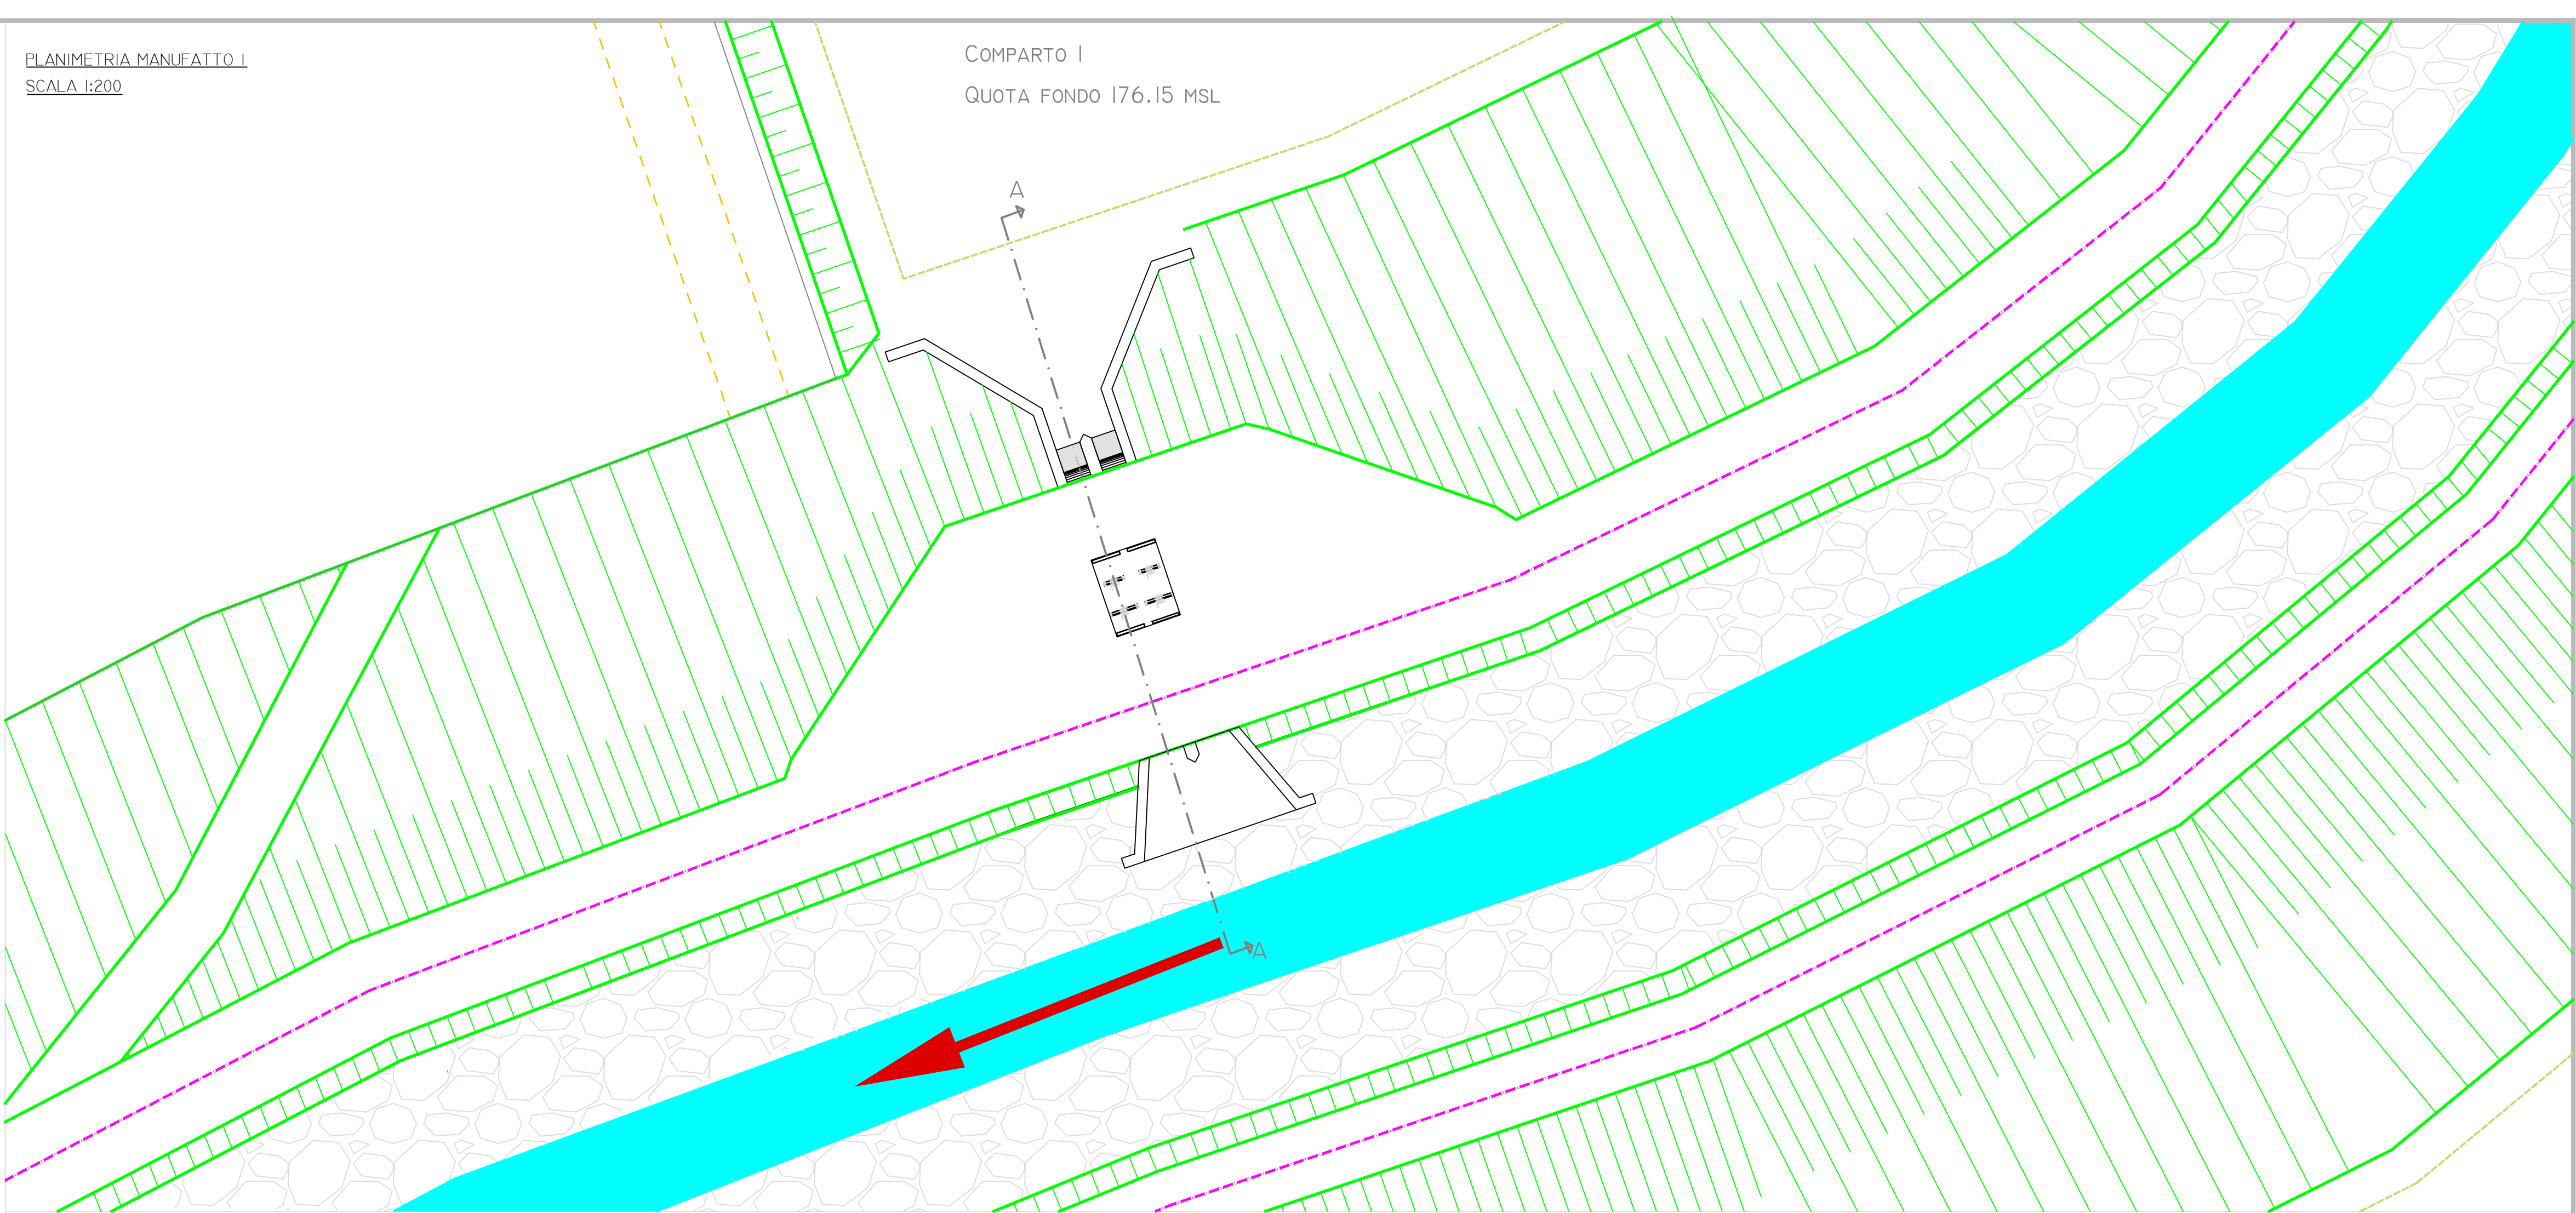 PLANIMETRIA MANUFATTO 1
SCALA 1:200
COMPARTO 1
QUOTA FONDO 176.15 MSL
A
A